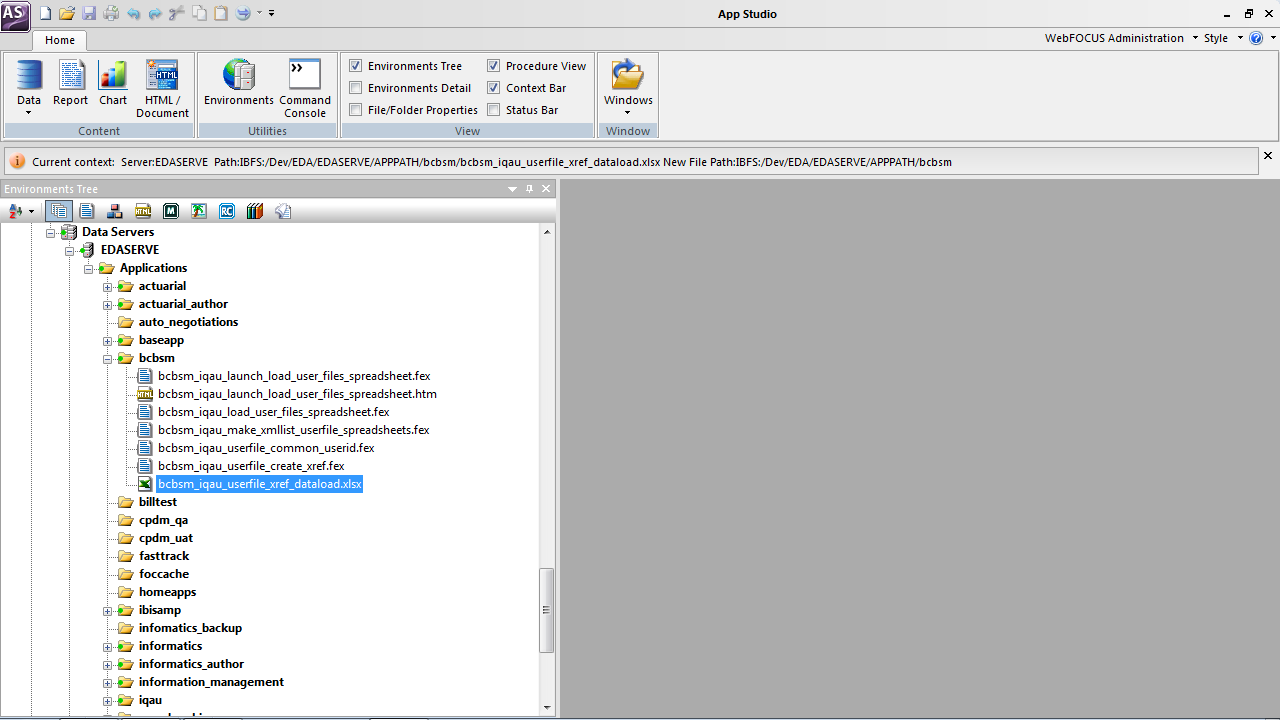 AS
App Studio
Home
WebFOCUS Administration Style
Data
Report
Chart
HTML /
Document
Content
Environments
Command
Console
Utilities
Environments Tree
Environments Detail
File/Folder Properties
Procedure View
Context Bar
Status Bar
View
Windows
Window
Current context: Server:EDASERVE Path:IBFS:/Dev/EDA/EDASERVE/APPPATH/bcbsm/bcbsm_iqau_userfile_xref_dataload.xlsx New File Path:IBFS:/Dev/EDA/EDASERVE/APPPATH/bcbsm
Environments Tree
HTML M RC
Data Servers
EDASERVE
Applications
actuarial
actuarial_author
auto_negotiations
baseapp
bcbsm
bcbsm_iqau_launch_load_user_files_spreadsheet.fex
bcbsm_iqau_launch_load_user_files_spreadsheet.htm
bcbsm_iqau_load_user_files_spreadsheet.fex
bcbsm_iqau_make_xmllist_userfile_spreadsheets.fex
bcbsm_iqau_userfile_common_userid.fex
bcbsm_iqau_userfile_create_xref.fex
bcbsm_iqau_userfile_xref_dataload.xlsx
billtest
cpdm_qa
cpdm_uat
fasttrack
foccache
homeapps
ibisamp
infomatics_backup
informatics
informatics_author
information_management
iqau